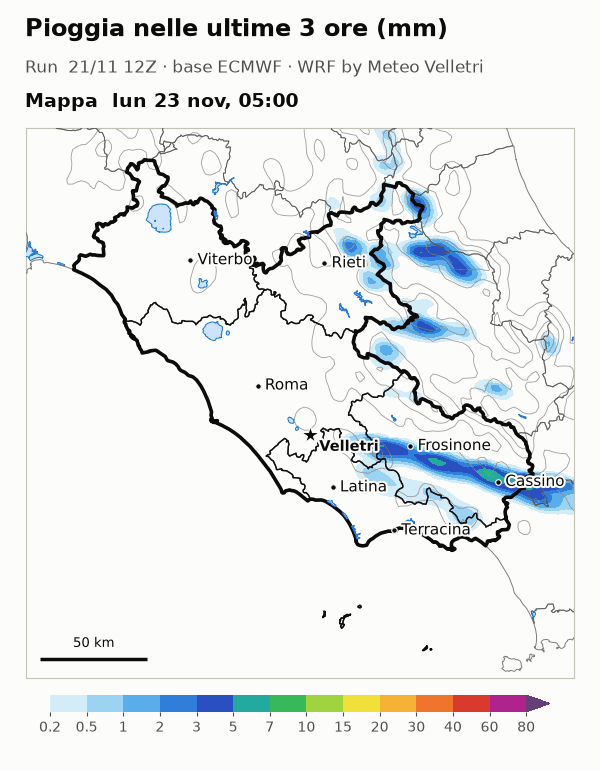 Pioggia nelle ultime 3 ore (mm)
Run  21/11 12Z · base ECMWF · WRF by Meteo Velletri
Mappa  lun 23 nov, 05:00
Viterbo
Rieti
Roma
Velletri
Frosinone
Latina
Cassino
Terracina
50 km
0.2 0.5 1 2 3 5 7 10 15 20 30 40 60 80